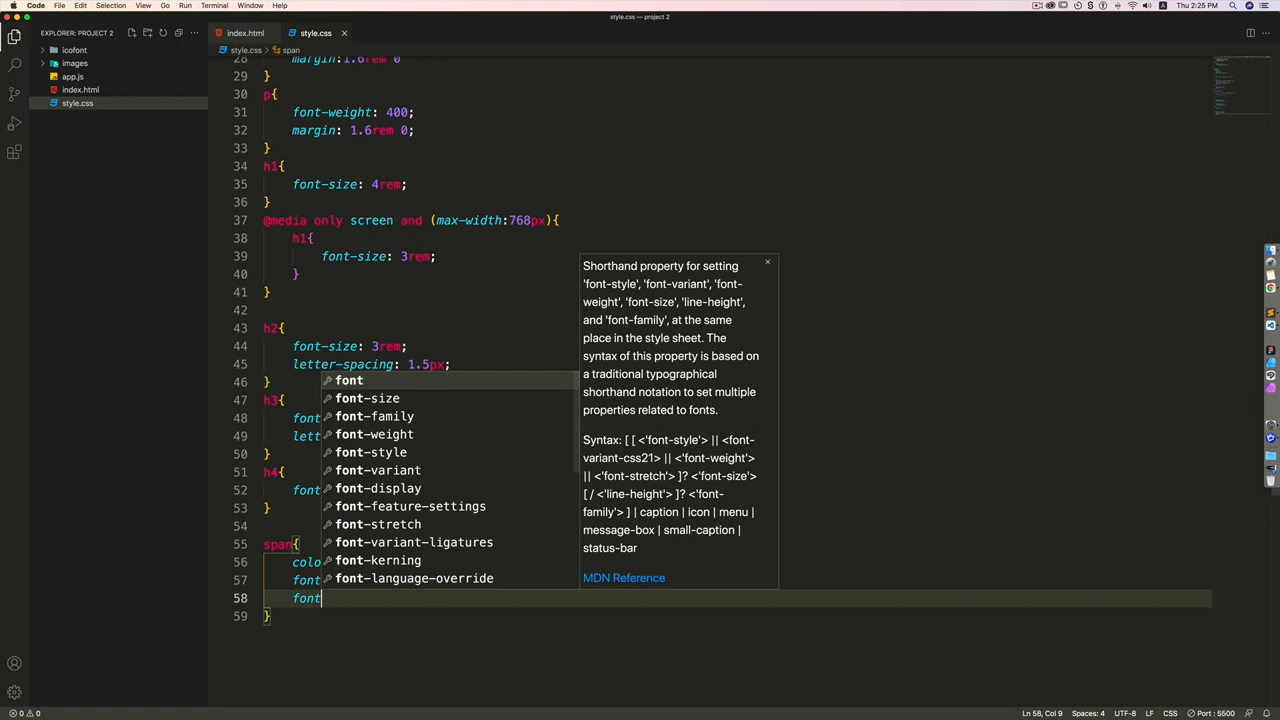 Code File Edit Selection View Go Run Terminal Window Help
Thu 2:25 PM
style.css — project 2
EXPLORER: PROJECT 2
index.html
style.css
icofont
images
app.js
index.html
style.css
style.css > span
28 margin:1.6rem 0
29 }
30 p{
31 font-weight: 400;
32 margin: 1.6rem 0;
33 }
34 h1{
35 font-size: 4rem;
36 }
37 @media only screen and (max-width:768px){
38 h1{
39 font-size: 3rem;
40 }
41 }
42
43 h2{
44 font-size: 3rem;
45 letter-spacing: 1.5px;
46 }
47 h3{
48 font
49 lett
50 }
51 h4{
52 font
53 }
54
55 span{
56 colo
57 font
58 font
59 }
font
font-size
font-family
font-weight
font-style
font-variant
font-display
font-feature-settings
font-stretch
font-variant-ligatures
font-kerning
font-language-override
Shorthand property for setting
'font-style', 'font-variant', 'font-
weight', 'font-size', 'line-height',
and 'font-family', at the same
place in the style sheet. The
syntax of this property is based on
a traditional typographical
shorthand notation to set multiple
properties related to fonts.
Syntax: [ [ <'font-style'> || <font-
variant-css21> || <'font-weight'>
|| <'font-stretch'> ]? <'font-size'>
[ / <'line-height'> ]? <'font-
family'> ] | caption | icon | menu |
message-box | small-caption |
status-bar
MDN Reference
0 0
Ln 58, Col 9 Spaces: 4 UTF-8 LF CSS Port : 5500